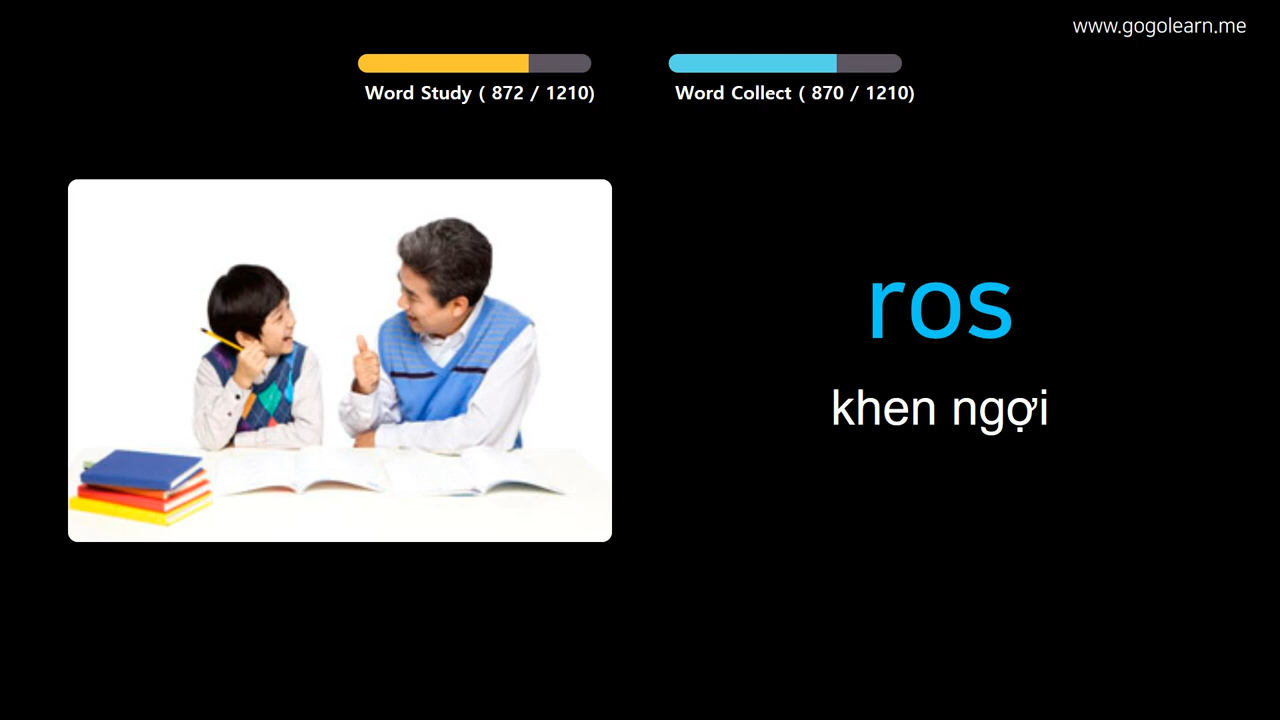 www.gogolearn.me
Word Study ( 872 / 1210)
Word Collect ( 870 / 1210)
ros
khen ngợi